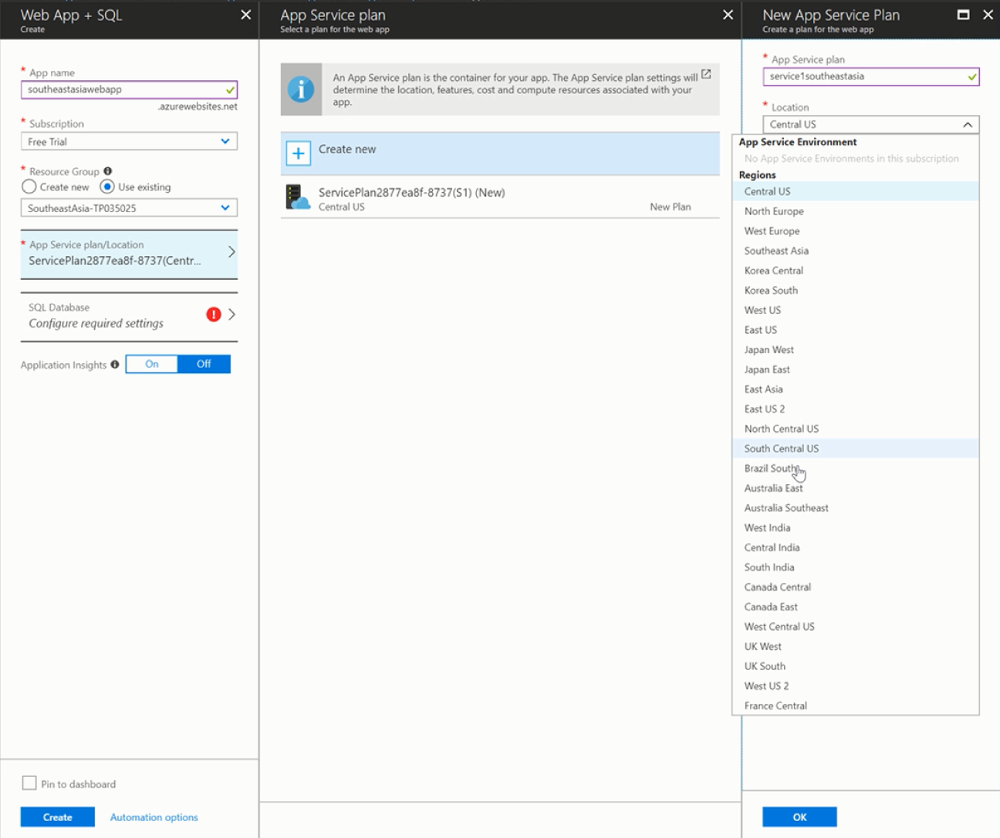 Web App + SQL
Create
* App name
southeastasiawebapp
.azurewebsites.net
* Subscription
Free Trial
* Resource Group
Create new
Use existing
SoutheastAsia-TP035025
* App Service plan/Location
ServicePlan2877ea8f-8737(Centr...
SQL Database
Configure required settings
Application Insights
On
Off
Pin to dashboard
Create
Automation options
App Service plan
Select a plan for the web app
An App Service plan is the container for your app. The App Service plan settings will
determine the location, features, cost and compute resources associated with your
app.
Create new
ServicePlan2877ea8f-8737(S1) (New)
Central US
New Plan
New App Service Plan
Create a plan for the web app
* App Service plan
service1southeastasia
* Location
Central US
App Service Environment
No App Service Environments in this subscription
Regions
Central US
North Europe
West Europe
Southeast Asia
Korea Central
Korea South
West US
East US
Japan West
Japan East
East Asia
East US 2
North Central US
South Central US
Brazil South
Australia East
Australia Southeast
West India
Central India
South India
Canada Central
Canada East
West Central US
UK West
UK South
West US 2
France Central
OK